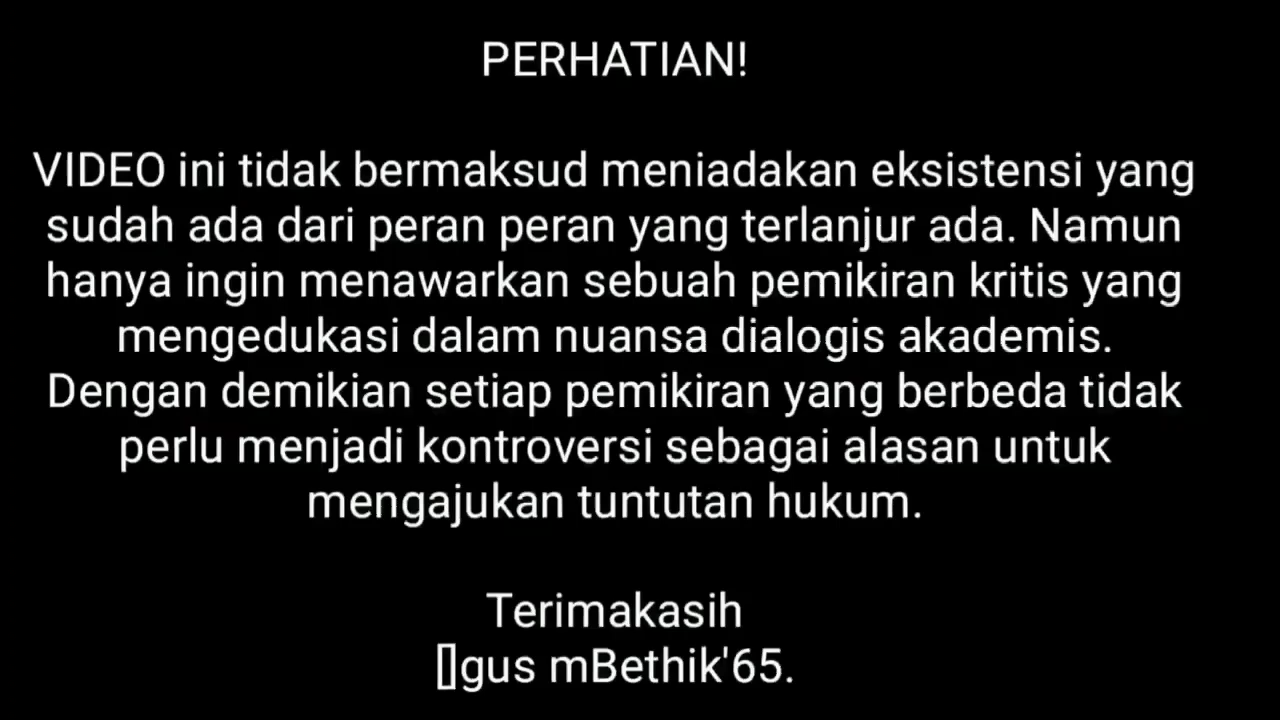 PERHATIAN!
VIDEO ini tidak bermaksud meniadakan eksistensi yang
sudah ada dari peran peran yang terlanjur ada. Namun
hanya ingin menawarkan sebuah pemikiran kritis yang
mengedukasi dalam nuansa dialogis akademis.
Dengan demikian setiap pemikiran yang berbeda tidak
perlu menjadi kontroversi sebagai alasan untuk
mengajukan tuntutan hukum.
Terimakasih
[]gus mBethik'65.